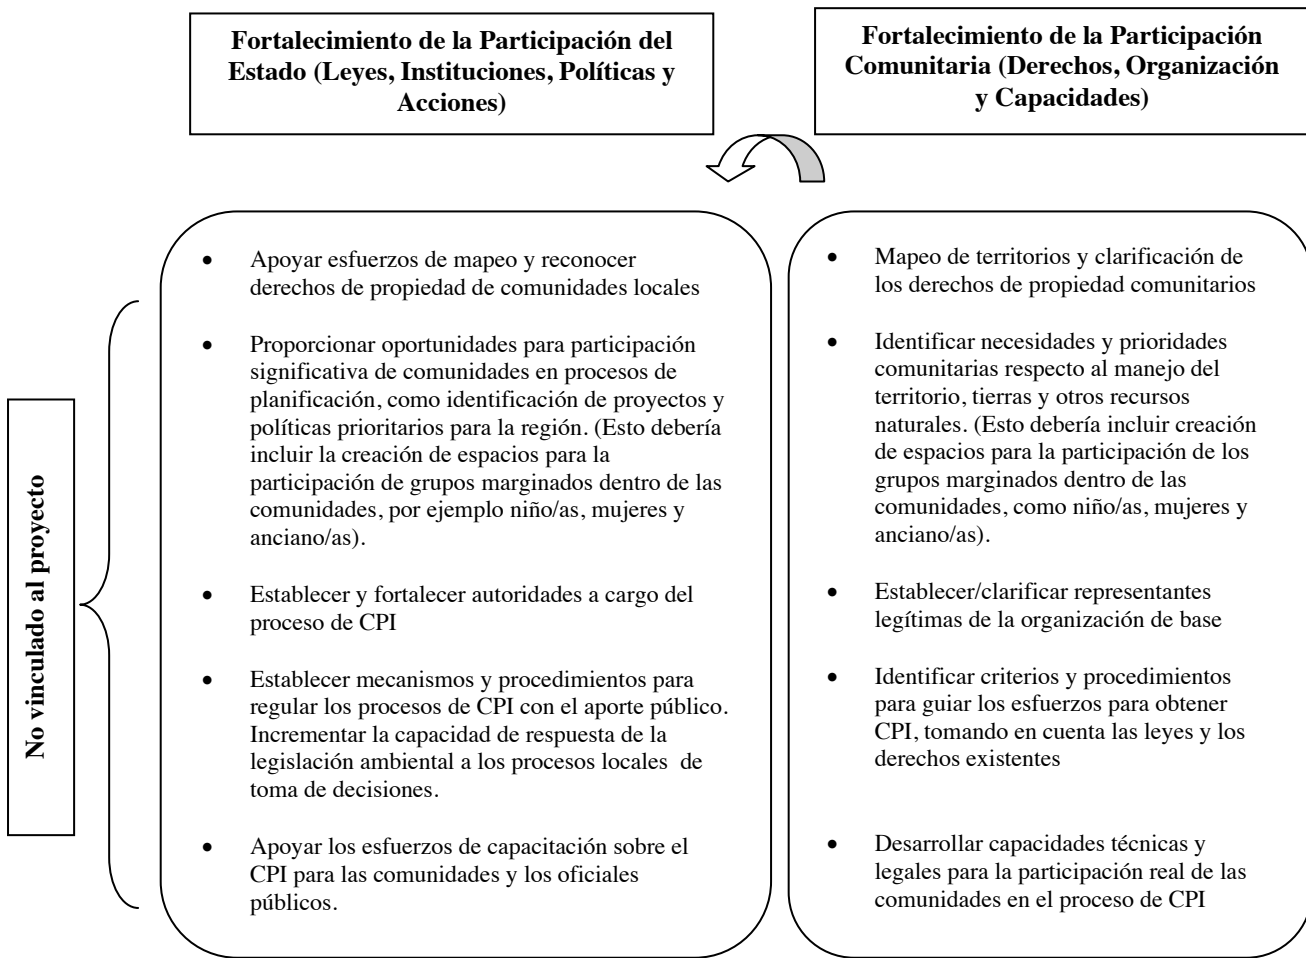 Fortalecimiento de la Participación del
Estado (Leyes, Instituciones, Políticas y
Acciones)
Fortalecimiento de la Participación
Comunitaria (Derechos, Organización
y Capacidades)
No vinculado al proyecto
• Apoyar esfuerzos de mapeo y reconocer
derechos de propiedad de comunidades locales
• Proporcionar oportunidades para participación
significativa de comunidades en procesos de
planificación, como identificación de proyectos y
políticas prioritarios para la región. (Esto debería
incluir la creación de espacios para la
participación de grupos marginados dentro de las
comunidades, por ejemplo niño/as, mujeres y
anciano/as).
• Establecer y fortalecer autoridades a cargo del
proceso de CPI
• Establecer mecanismos y procedimientos para
regular los procesos de CPI con el aporte público.
Incrementar la capacidad de respuesta de la
legislación ambiental a los procesos locales de
toma de decisiones.
• Apoyar los esfuerzos de capacitación sobre el
CPI para las comunidades y los oficiales
públicos.
• Mapeo de territorios y clarificación de
los derechos de propiedad comunitarios
• Identificar necesidades y prioridades
comunitarias respecto al manejo del
territorio, tierras y otros recursos
naturales. (Esto debería incluir creación
de espacios para la participación de los
grupos marginados dentro de las
comunidades, como niño/as, mujeres y
anciano/as).
• Establecer/clarificar representantes
legítimas de la organización de base
• Identificar criterios y procedimientos
para guiar los esfuerzos para obtener
CPI, tomando en cuenta las leyes y los
derechos existentes
• Desarrollar capacidades técnicas y
legales para la participación real de las
comunidades en el proceso de CPI